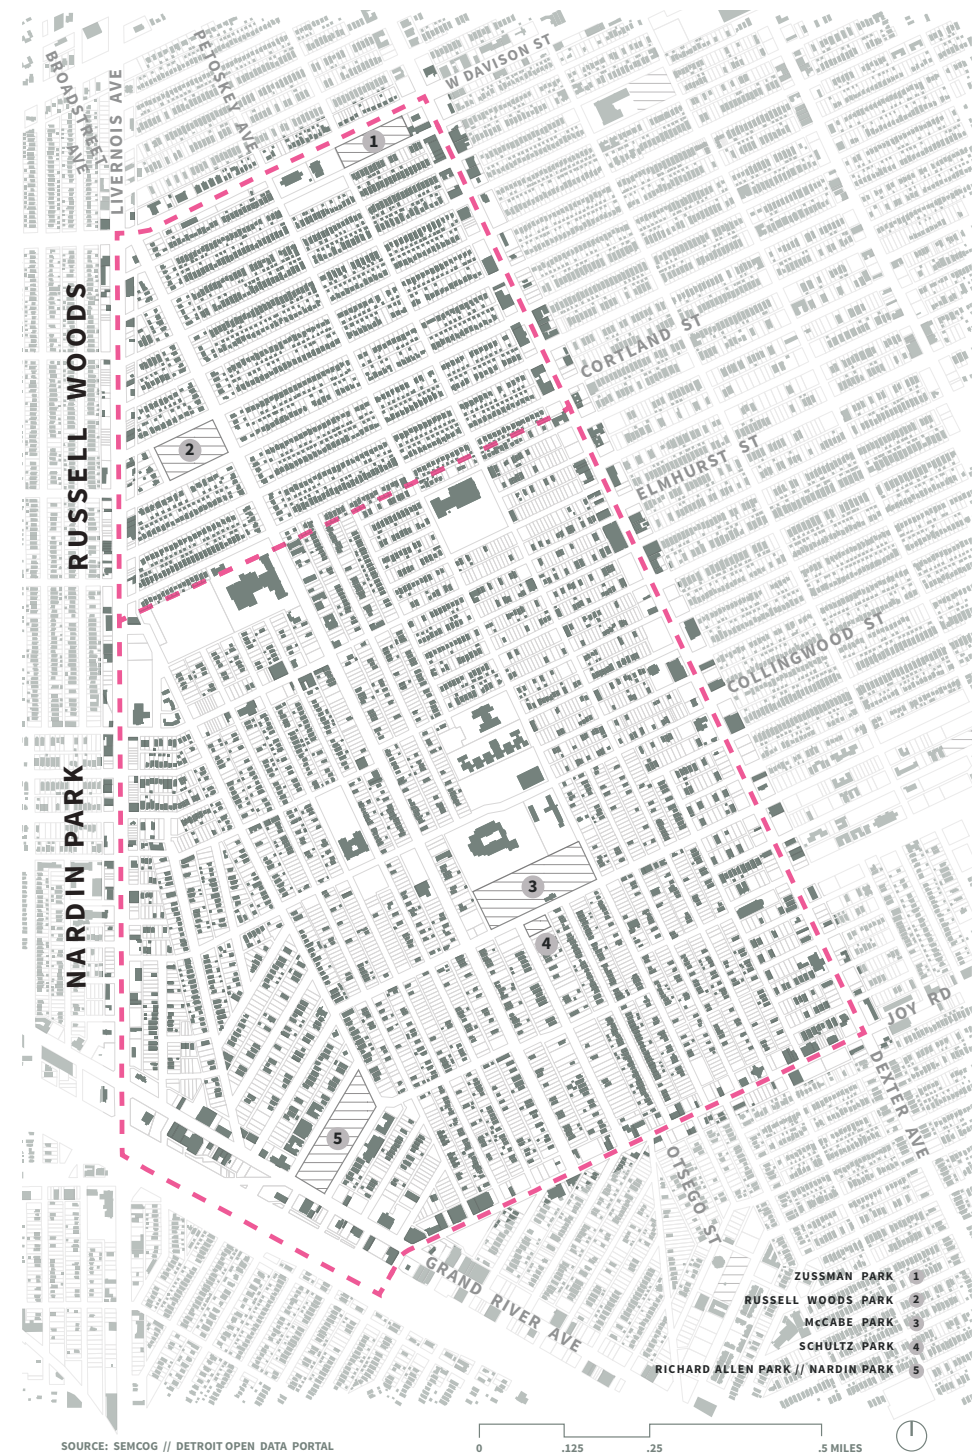 W DAVISON ST
PETOSKEY AVE
BROADSTREET AVE
LIVERNOIS AVE
1
RUSSELL WOODS
CORTLAND ST
2
ELMHURST ST
COLLINGWOOD ST
NARDIN PARK
3
4
JOY RD
DEXTER AVE
5
OTSEGO ST
GRAND RIVER AVE
ZUSSMAN PARK 1
RUSSELL WOODS PARK 2
McCABE PARK 3
SCHULTZ PARK 4
RICHARD ALLEN PARK // NARDIN PARK 5
SOURCE: SEMCOG // DETROIT OPEN DATA PORTAL
0 .125 .25 .5 MILES